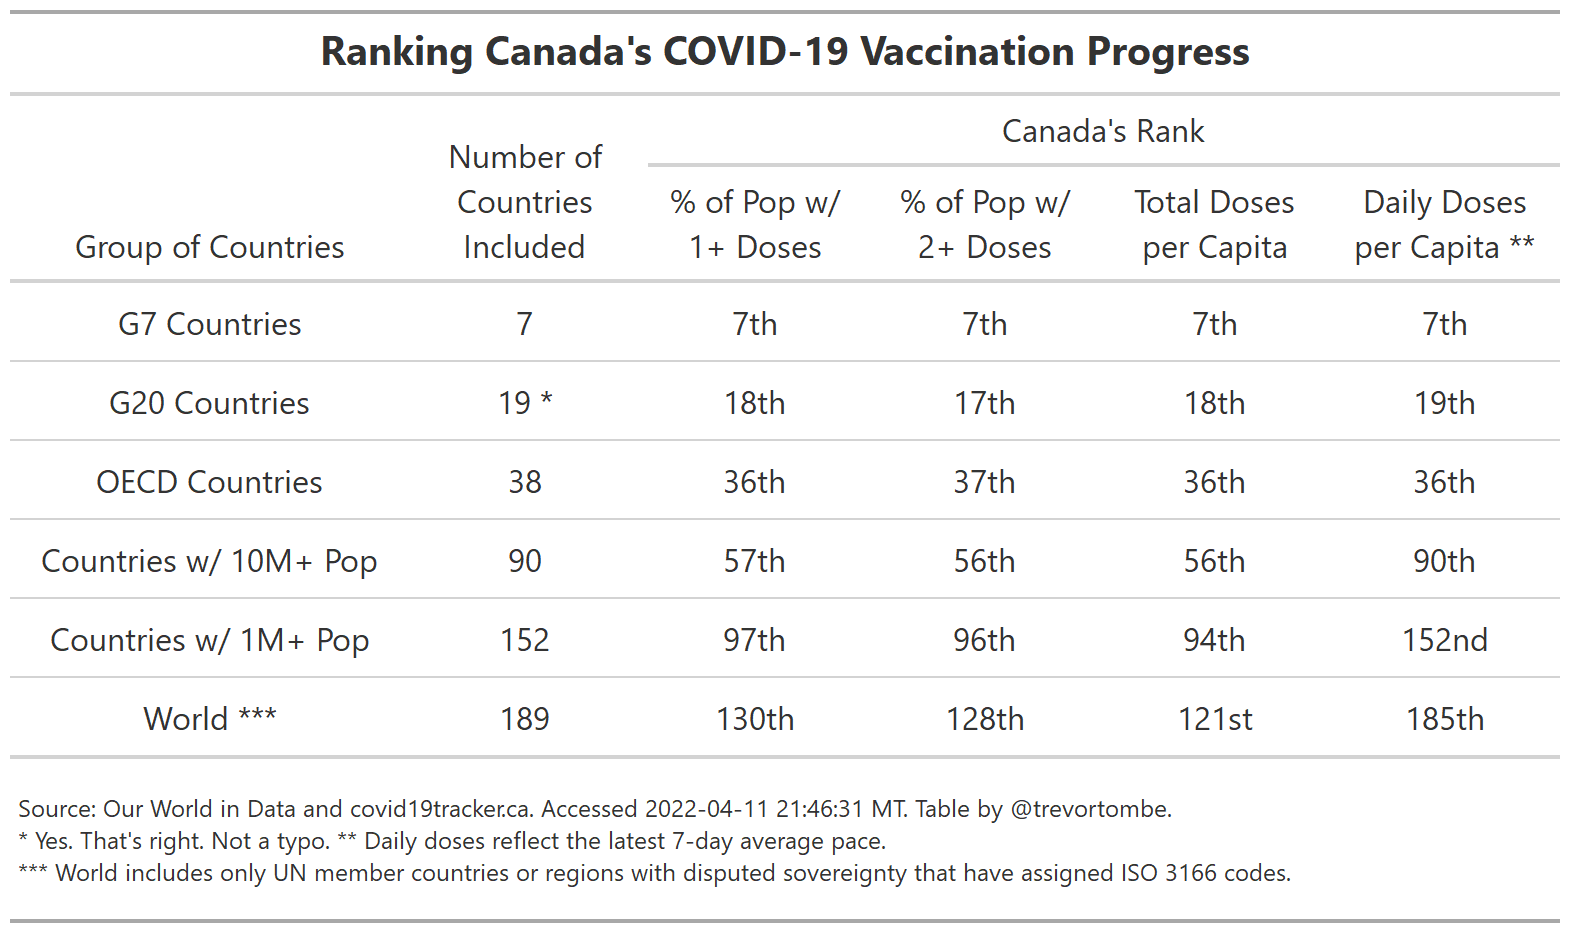 Ranking Canada's COVID-19 Vaccination Progress
Canada's Rank
Group of Countries
Number of
Countries
Included
% of Pop w/
1+ Doses
% of Pop w/
2+ Doses
Total Doses
per Capita
Daily Doses
per Capita **
G7 Countries 7 7th 7th 7th 7th
G20 Countries 19 * 18th 17th 18th 19th
OECD Countries 38 36th 37th 36th 36th
Countries w/ 10M+ Pop 90 57th 56th 56th 90th
Countries w/ 1M+ Pop 152 97th 96th 94th 152nd
World *** 189 130th 128th 121st 185th
Source: Our World in Data and covid19tracker.ca. Accessed 2022-04-11 21:46:31 MT. Table by @trevortombe.
* Yes. That's right. Not a typo. ** Daily doses reflect the latest 7-day average pace.
*** World includes only UN member countries or regions with disputed sovereignty that have assigned ISO 3166 codes.